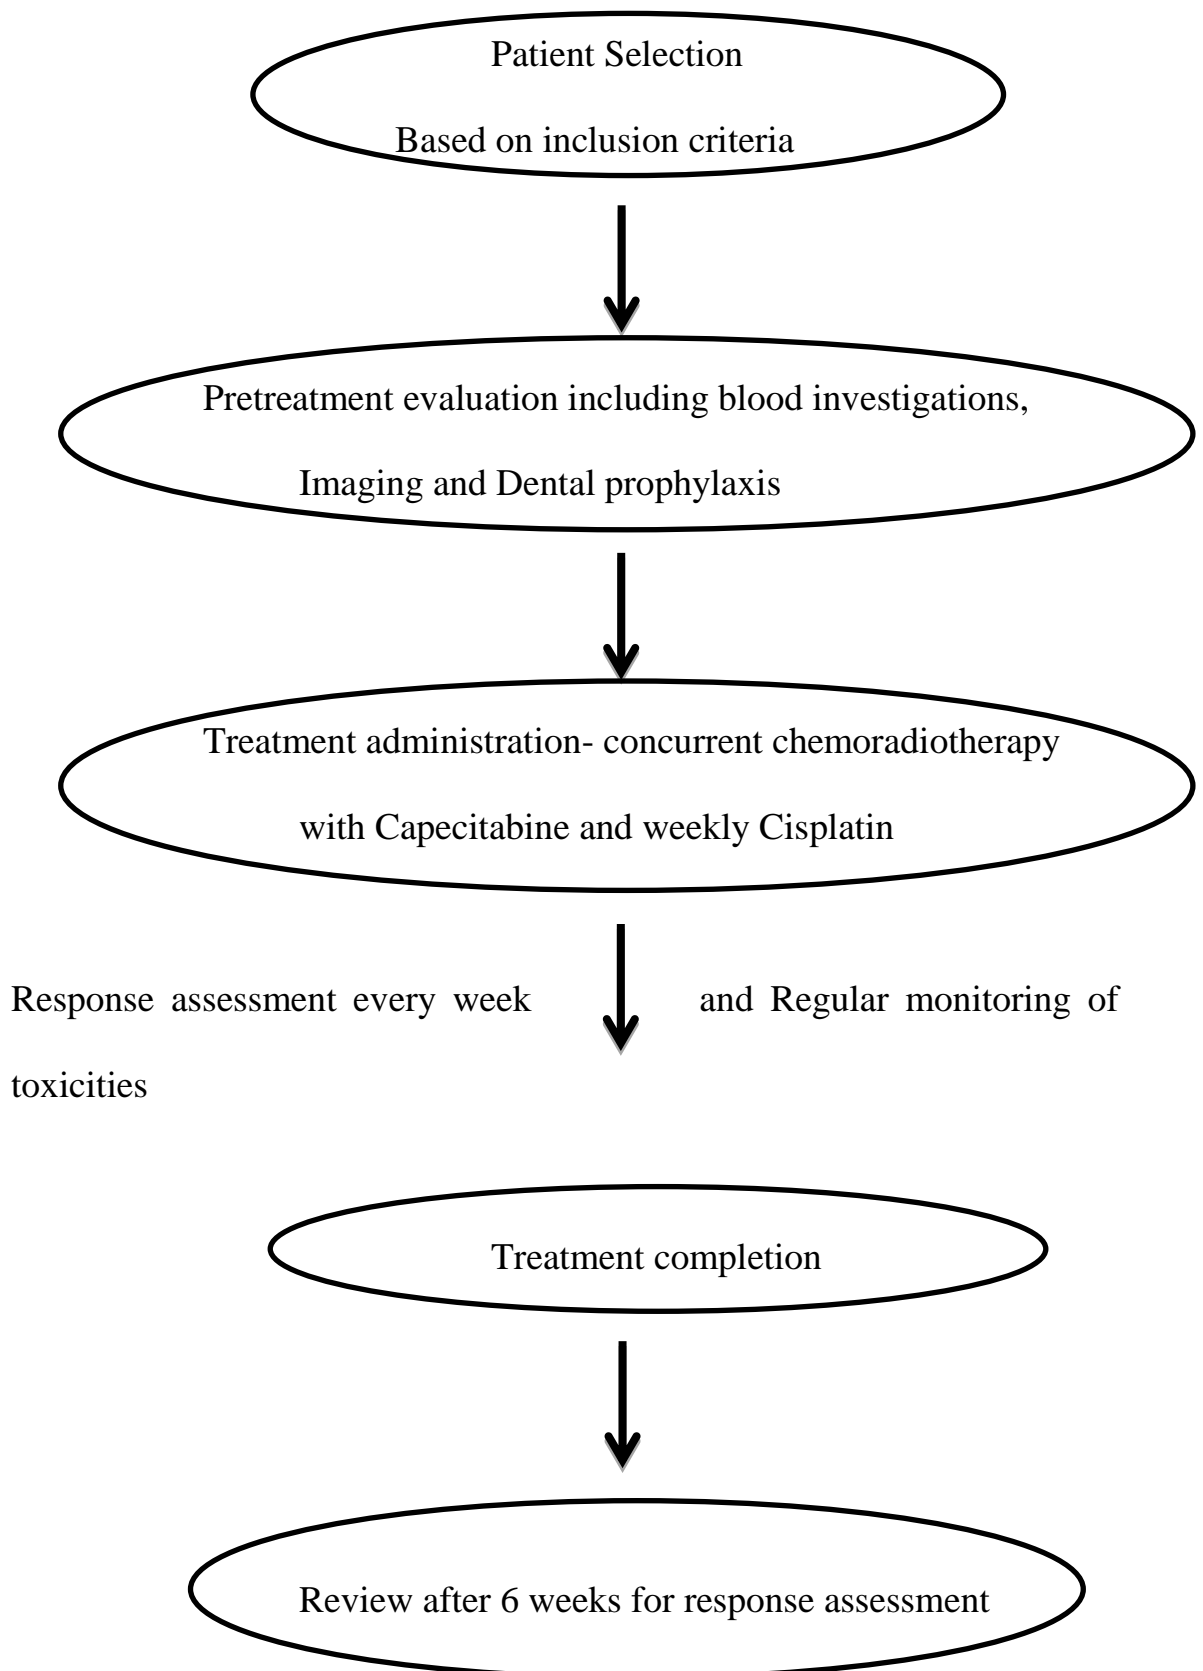 Patient Selection
Based on inclusion criteria
Pretreatment evaluation including blood investigations,
Imaging and Dental prophylaxis
Treatment administration- concurrent chemoradiotherapy
with Capecitabine and weekly Cisplatin
Response assessment every week and Regular monitoring of
toxicities
Treatment completion
Review after 6 weeks for response assessment